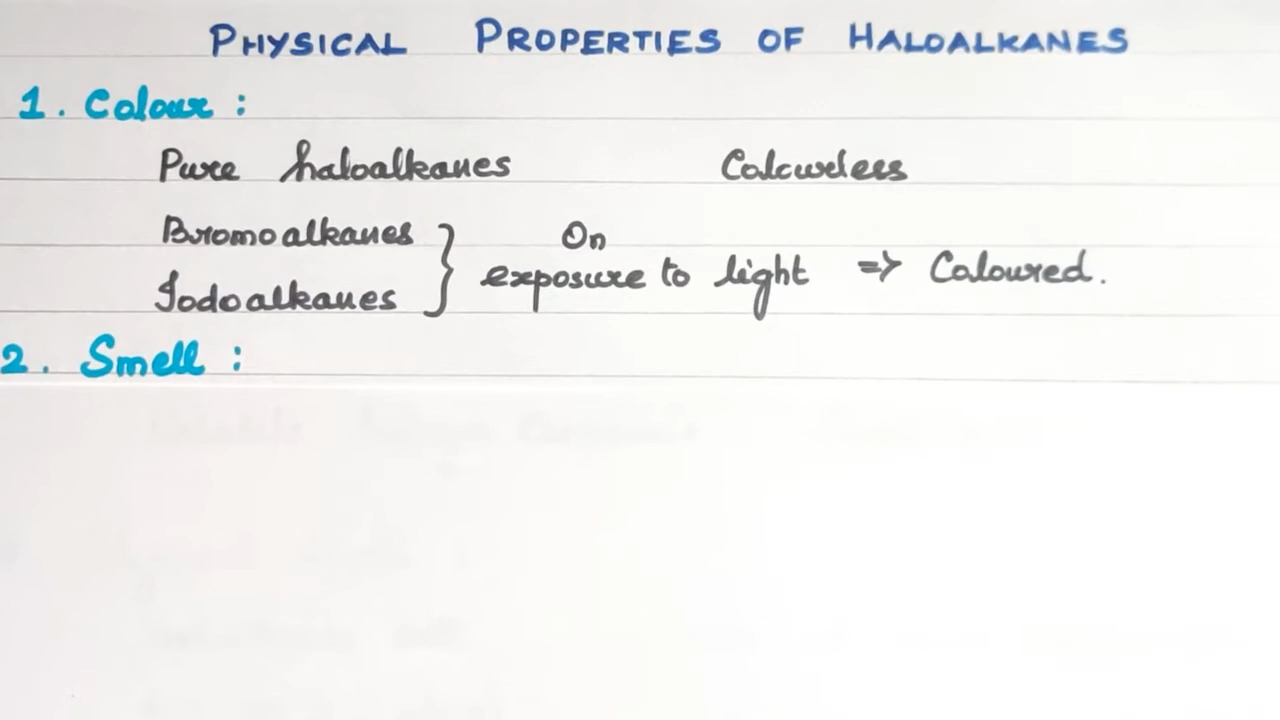 PHYSICAL PROPERTIES OF HALOALKANES
1. Colour :
Pure haloalkanes Colourless
Bromoalkanes } On
exposure to light => Coloured.
Iodoalkanes
2. Smell :